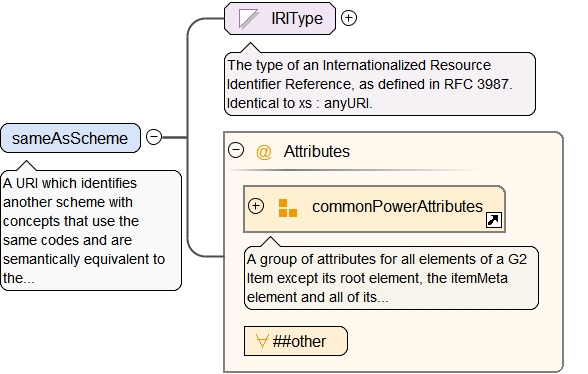 IRIType
The type of an Internationalized Resource
Identifier Reference, as defined in RFC 3987.
Identical to xs : anyURI.
sameAsScheme
A URI which identifies
another scheme with
concepts that use the
same codes and are
semantically equivalent to
the...
@ Attributes
commonPowerAttributes
A group of attributes for all elements of a G2
Item except its root element, the itemMeta
element and all of its...
##other